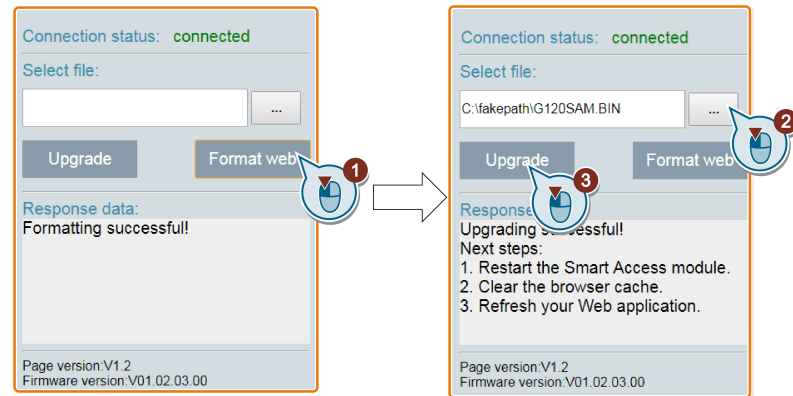 Connection status: connected
Select file:
...
Upgrade
Format web
1
Response data:
Formatting successful!
Page version:V1.2
Firmware version:V01.02.03.00
Connection status: connected
Select file:
C:\fakepath\G120SAM.BIN
...
2
Upgrade
Format web
3
Response
Upgrading
Next steps:
1. Restart the Smart Access module.
2. Clear the browser cache.
3. Refresh your Web application.
Page version:V1.2
Firmware version:V01.02.03.00